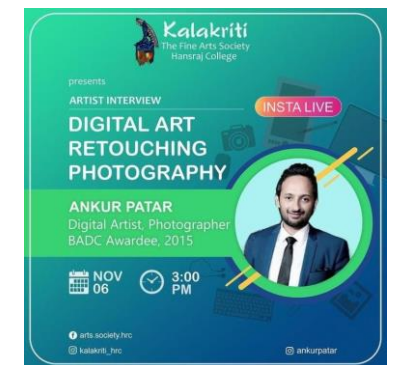 Kalakriti
The Fine Arts Society
Hansraj College
presents
ARTIST INTERVIEW
INSTA LIVE
DIGITAL ART
RETOUCHING
PHOTOGRAPHY
ANKUR PATAR
Digital Artist, Photographer
BADC Awardee, 2015
NOV
06
3:00
PM
arts.society.hrc
kalakriti_hrc
ankurpatar